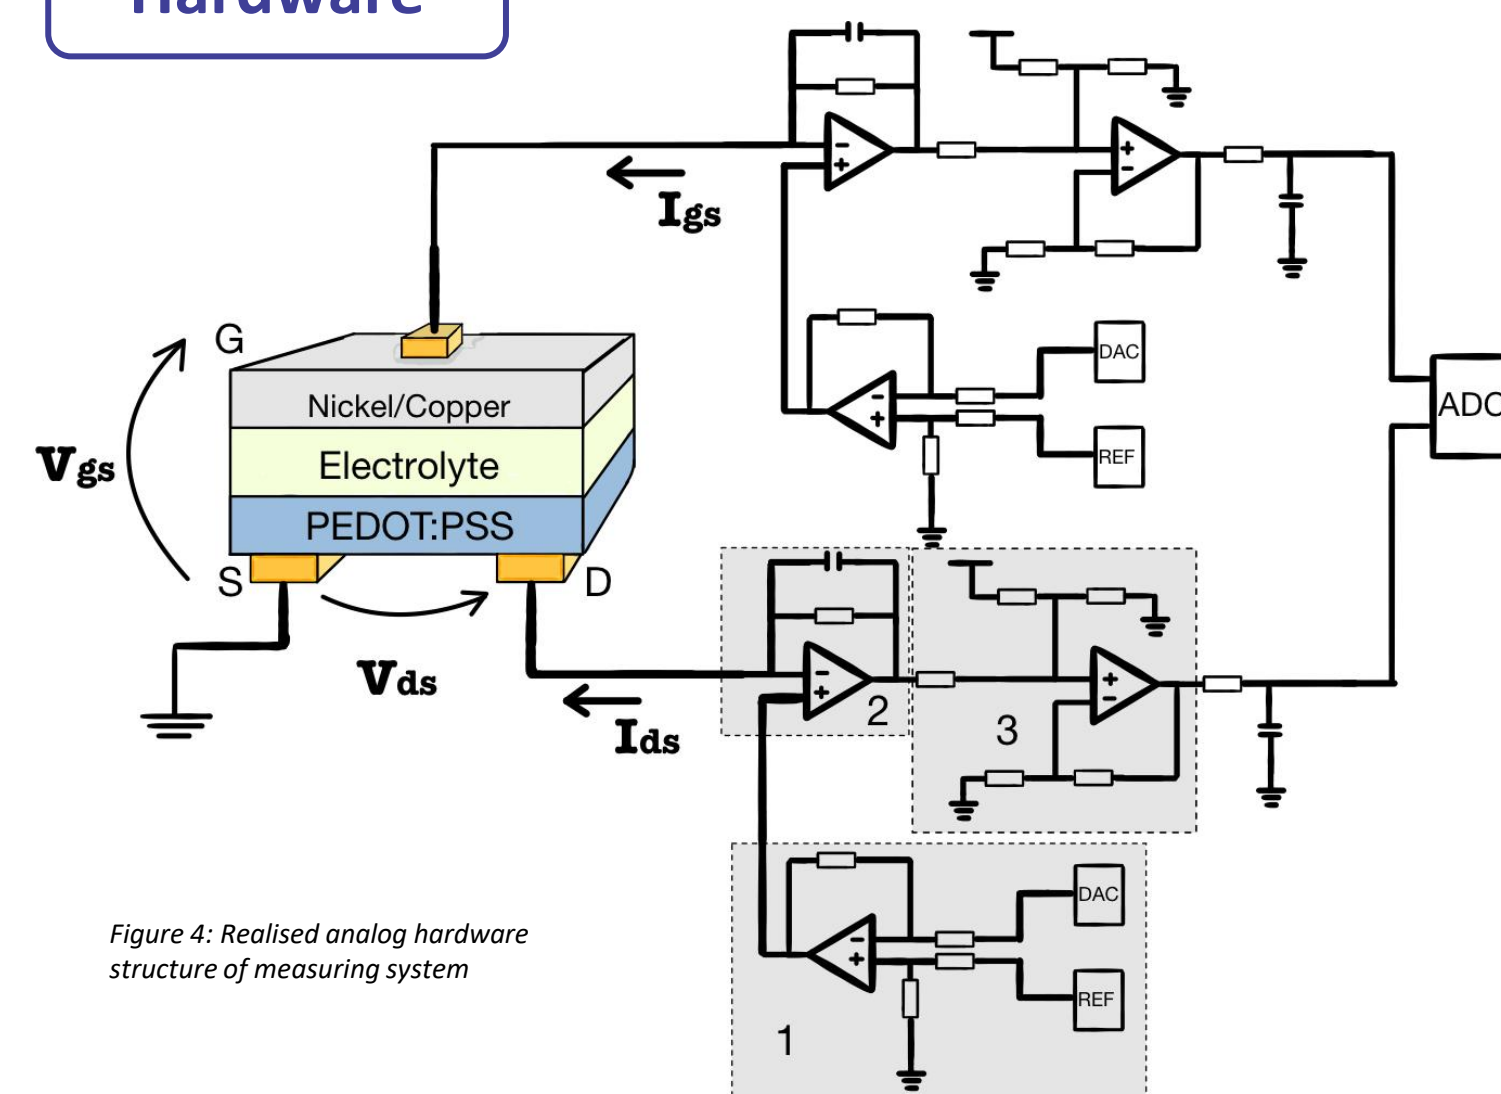 Hardware
Igs
G
Nickel/Copper
Electrolyte
PEDOT:PSS
Vgs
S
D
Vds
Ids
-
+
+
-
DAC
-
+
REF
ADC
-
+
2
+
-
3
DAC
-
+
REF
1
Figure 4: Realised analog hardware
structure of measuring system